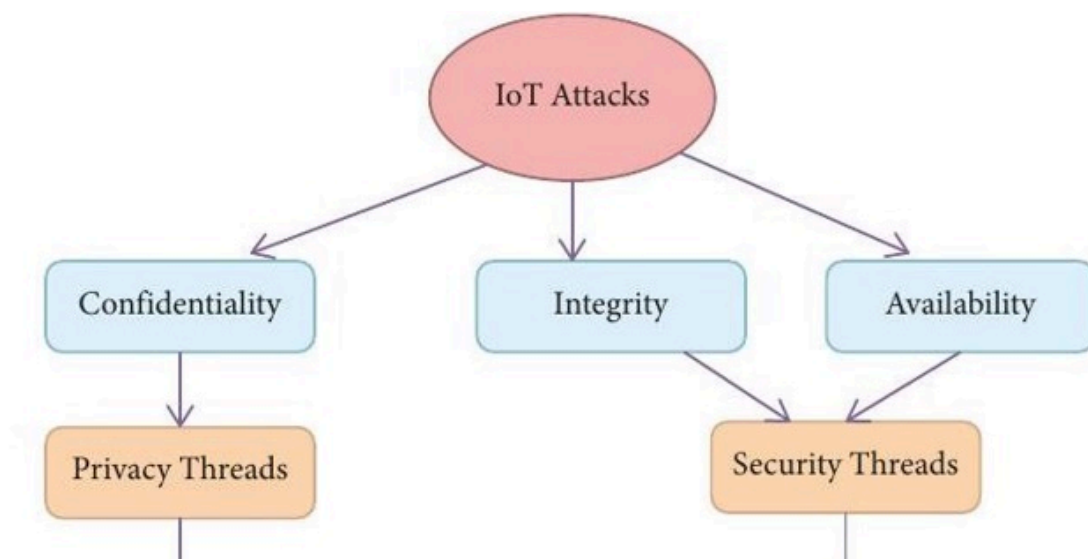 IoT Attacks
Confidentiality
Integrity
Availability
Privacy Threads
Security Threads